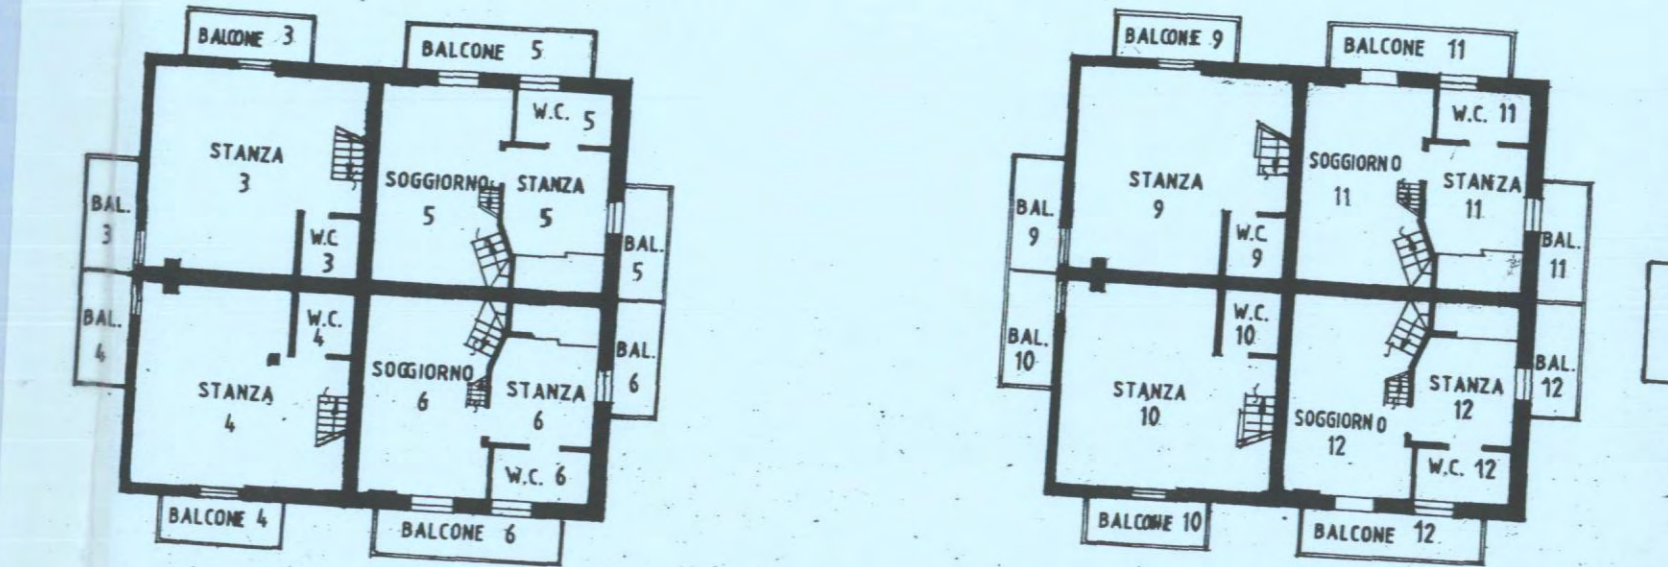 BALCONE 3
BALCONE 5
W.C. 5
STANZA
3
SOGGIORNO
5
STANZA
5
BAL.
3
W.C
3
BAL.
5
BAL.
4
W.C.
4
STANZA
4
SOGGIORNO
6
STANZA
6
BAL.
6
W.C. 6
BALCONE 4
BALCONE 6
BALCONE 9
BALCONE 11
W.C. 11
STANZA
9
SOGGIORNO
11
STANZA
11
BAL.
9
W.C
9
BAL.
11
BAL.
10
W.C.
10
STANZA
10
SOGGIORNO
12
STANZA
12
BAL.
12
W.C. 12
BALCONE 10
BALCONE 12